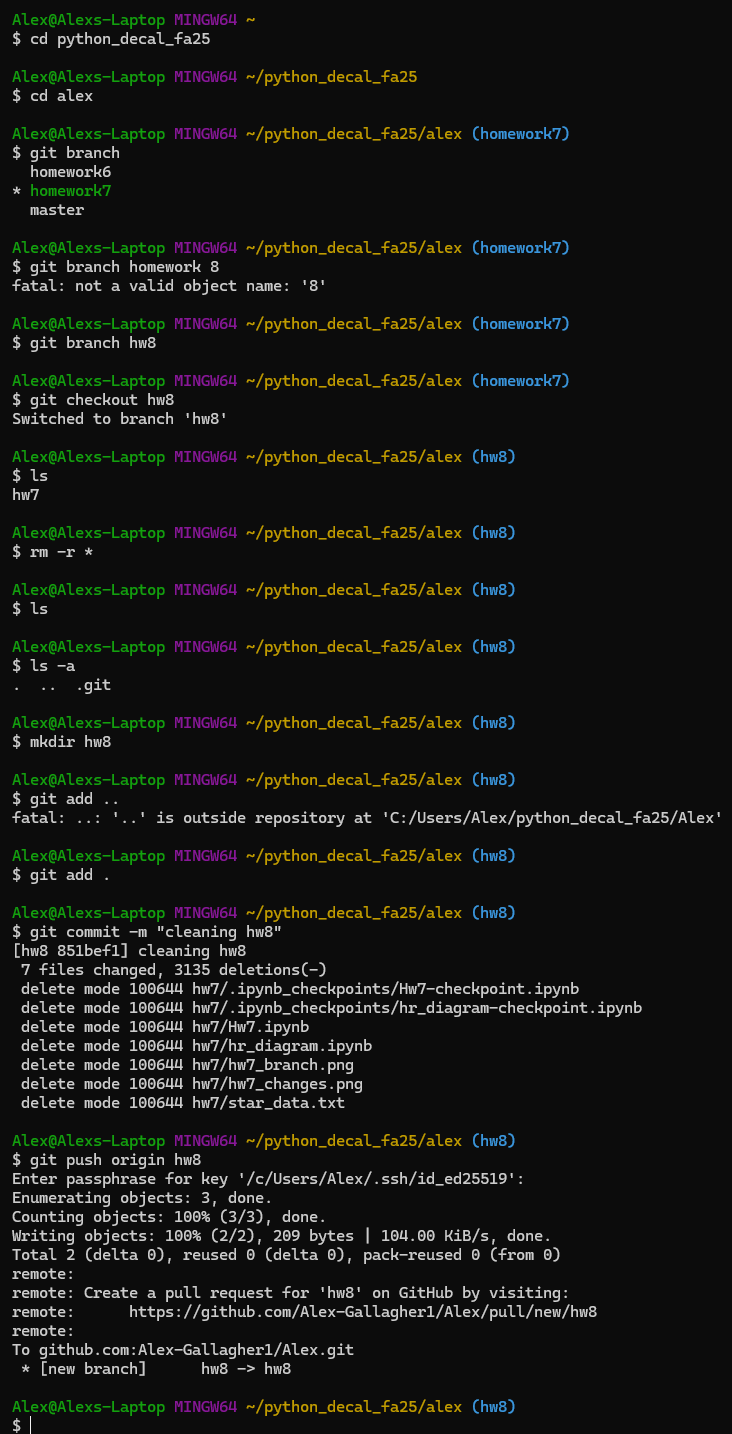 Alex@Alexs-Laptop MINGW64 ~
$ cd python_decal_fa25

Alex@Alexs-Laptop MINGW64 ~/python_decal_fa25
$ cd alex

Alex@Alexs-Laptop MINGW64 ~/python_decal_fa25/alex (homework7)
$ git branch
  homework6
* homework7
  master

Alex@Alexs-Laptop MINGW64 ~/python_decal_fa25/alex (homework7)
$ git branch homework 8
fatal: not a valid object name: '8'

Alex@Alexs-Laptop MINGW64 ~/python_decal_fa25/alex (homework7)
$ git branch hw8

Alex@Alexs-Laptop MINGW64 ~/python_decal_fa25/alex (homework7)
$ git checkout hw8
Switched to branch 'hw8'

Alex@Alexs-Laptop MINGW64 ~/python_decal_fa25/alex (hw8)
$ ls
hw7

Alex@Alexs-Laptop MINGW64 ~/python_decal_fa25/alex (hw8)
$ rm -r *

Alex@Alexs-Laptop MINGW64 ~/python_decal_fa25/alex (hw8)
$ ls

Alex@Alexs-Laptop MINGW64 ~/python_decal_fa25/alex (hw8)
$ ls -a
.  ..  .git

Alex@Alexs-Laptop MINGW64 ~/python_decal_fa25/alex (hw8)
$ mkdir hw8

Alex@Alexs-Laptop MINGW64 ~/python_decal_fa25/alex (hw8)
$ git add ..
fatal: ..: '..' is outside repository at 'C:/Users/Alex/python_decal_fa25/Alex'

Alex@Alexs-Laptop MINGW64 ~/python_decal_fa25/alex (hw8)
$ git add .

Alex@Alexs-Laptop MINGW64 ~/python_decal_fa25/alex (hw8)
$ git commit -m "cleaning hw8"
[hw8 851bef1] cleaning hw8
 7 files changed, 3135 deletions(-)
 delete mode 100644 hw7/.ipynb_checkpoints/Hw7-checkpoint.ipynb
 delete mode 100644 hw7/.ipynb_checkpoints/hr_diagram-checkpoint.ipynb
 delete mode 100644 hw7/Hw7.ipynb
 delete mode 100644 hw7/hr_diagram.ipynb
 delete mode 100644 hw7/hw7_branch.png
 delete mode 100644 hw7/hw7_changes.png
 delete mode 100644 hw7/star_data.txt

Alex@Alexs-Laptop MINGW64 ~/python_decal_fa25/alex (hw8)
$ git push origin hw8
Enter passphrase for key '/c/Users/Alex/.ssh/id_ed25519':
Enumerating objects: 3, done.
Counting objects: 100% (3/3), done.
Writing objects: 100% (2/2), 209 bytes | 104.00 KiB/s, done.
Total 2 (delta 0), reused 0 (delta 0), pack-reused 0 (from 0)
remote:
remote: Create a pull request for 'hw8' on GitHub by visiting:
remote:      https://github.com/Alex-Gallagher1/Alex/pull/new/hw8
remote:
To github.com:Alex-Gallagher1/Alex.git
 * [new branch]      hw8 -> hw8

Alex@Alexs-Laptop MINGW64 ~/python_decal_fa25/alex (hw8)
$